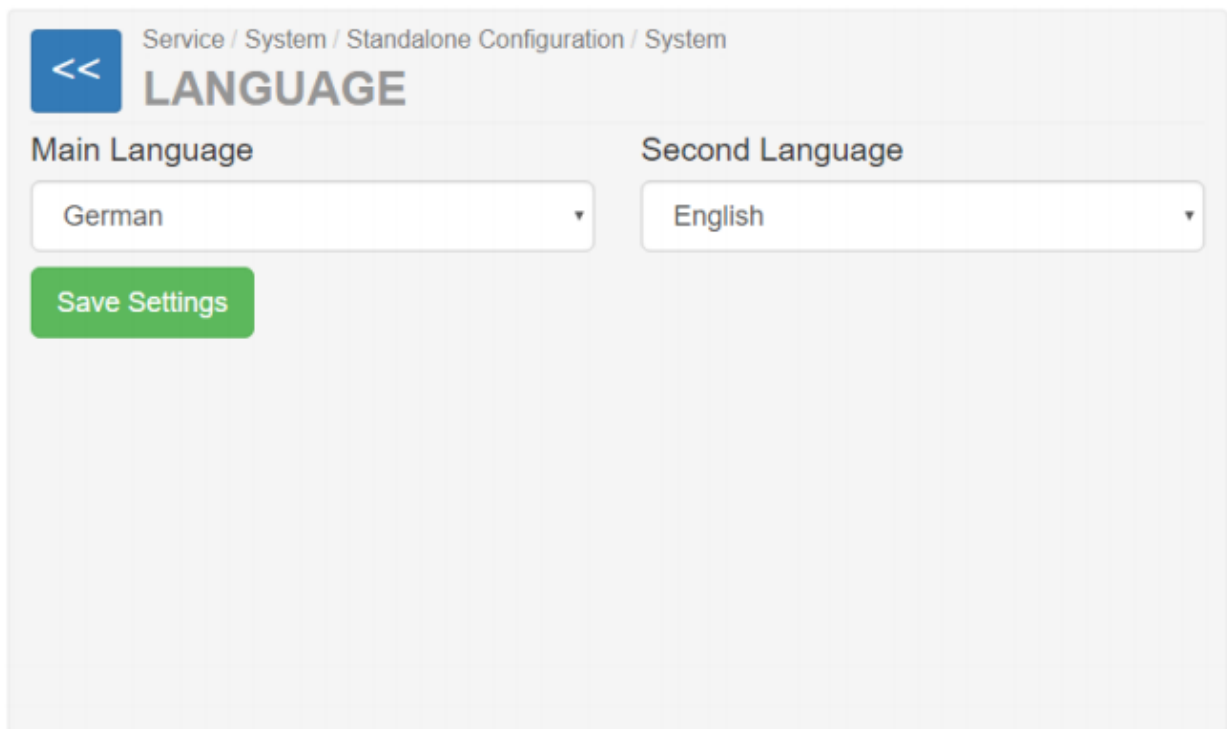 <<
Service / System / Standalone Configuration / System
LANGUAGE
Main Language
Second Language
German
English
Save Settings